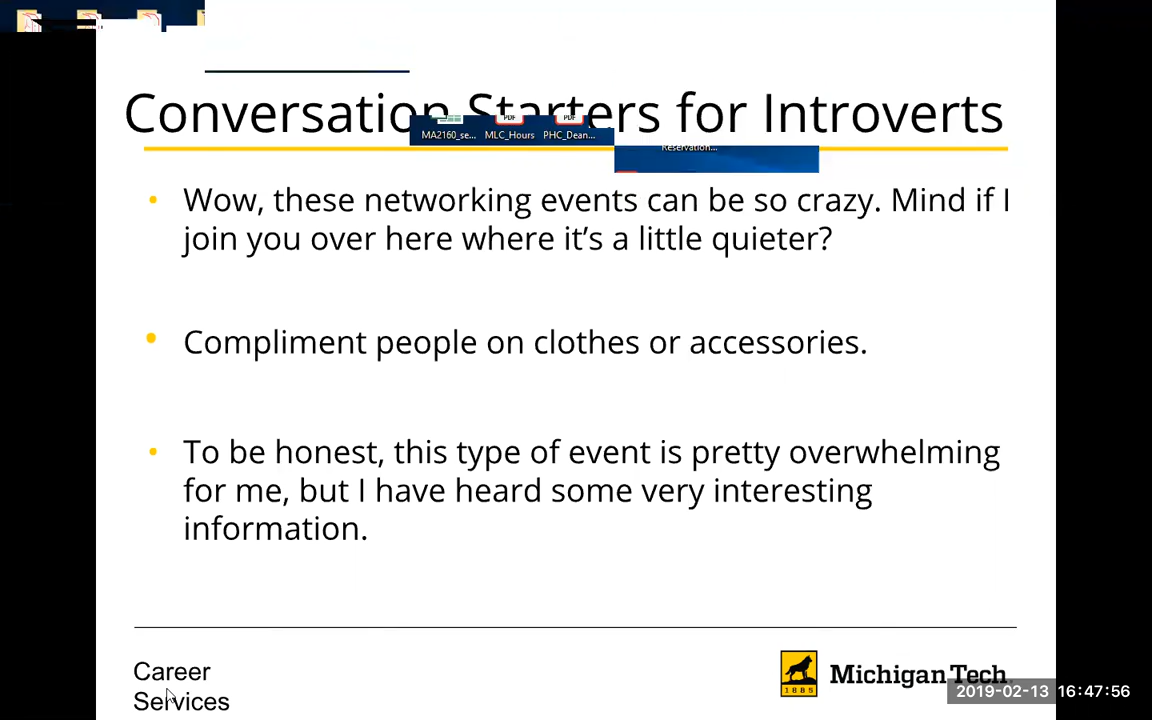 Conversation Starters for Introverts
MA2160_se... MLC_Hours PHC_Dean...
PDF PDF
Reservation...
• Wow, these networking events can be so crazy. Mind if I
join you over here where it’s a little quieter?
• Compliment people on clothes or accessories.
• To be honest, this type of event is pretty overwhelming
for me, but I have heard some very interesting
information.
Career
Services
1885
Michigan Tech
2019-02-13 16:47:56